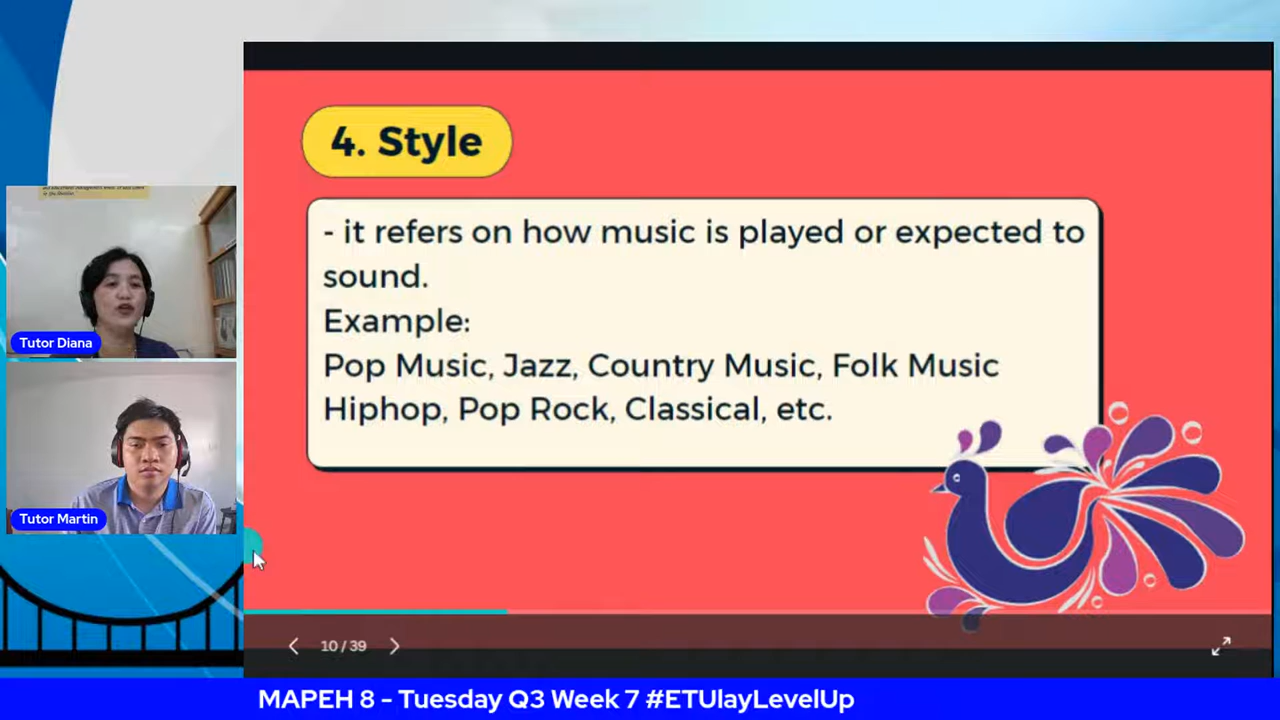 4. Style
- it refers on how music is played or expected to
sound.
Example:
Pop Music, Jazz, Country Music, Folk Music
Hiphop, Pop Rock, Classical, etc.
Tutor Diana
Tutor Martin
10 / 39
MAPEH 8 - Tuesday Q3 Week 7 #ETUlayLevelUp